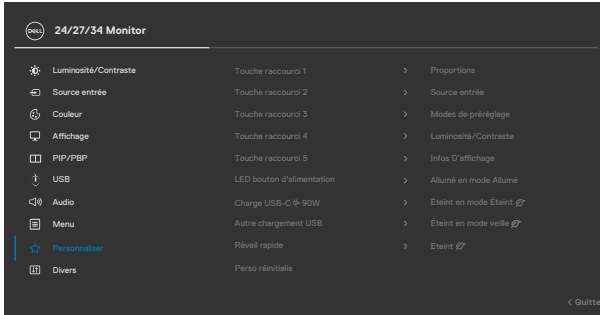 DELL 24/27/34 Monitor
Luminosité/Contraste Touche raccourci 1 > Proportions
Source entrée Touche raccourci 2 > Source entrée
Couleur Touche raccourci 3 > Modes de préréglage
Affichage Touche raccourci 4 > Luminosité/Contraste
PIP/PBP Touche raccourci 5 > Infos D'affichage
USB LED bouton d'alimentation > Allumé en mode Allumé
Audio Charge USB-C 90W > Éteint en mode Éteint
Menu Autre chargement USB > Éteint en mode veille
Personnaliser Réveil rapide > Eteint
Divers Perso réinitialis
< Quitte